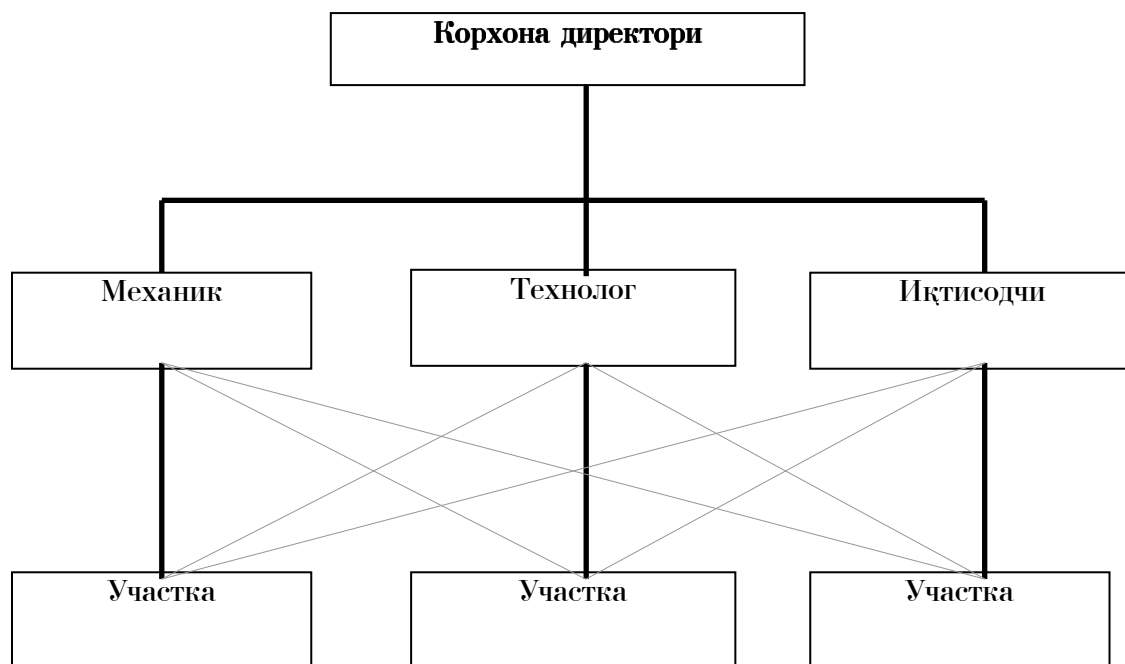 Корхона директори
Механик
Технолог
Иқтисодчи
Участка
Участка
Участка